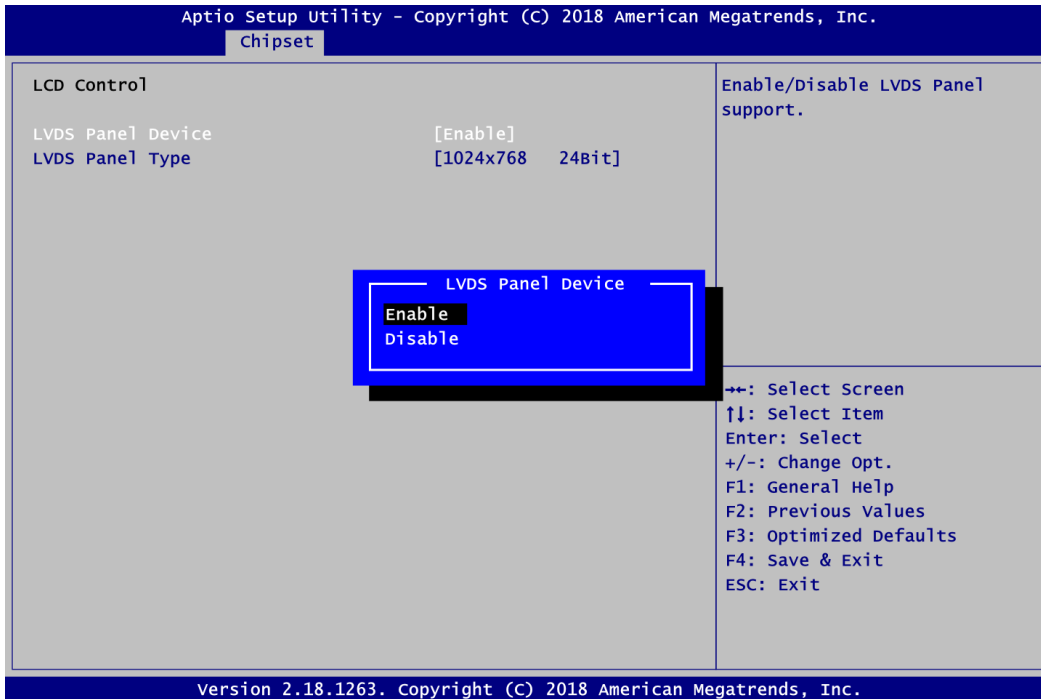 Aptio Setup Utility - Copyright (C) 2018 American Megatrends, Inc.
Chipset
LCD Control
LVDS Panel Device [Enable]
LVDS Panel Type [1024x768 24Bit]
Enable/Disable LVDS Panel
support.
LVDS Panel Device
Enable
Disable
→←: Select Screen
↑↓: Select Item
Enter: Select
+/-: Change Opt.
F1: General Help
F2: Previous Values
F3: Optimized Defaults
F4: Save & Exit
ESC: Exit
Version 2.18.1263. Copyright (C) 2018 American Megatrends, Inc.